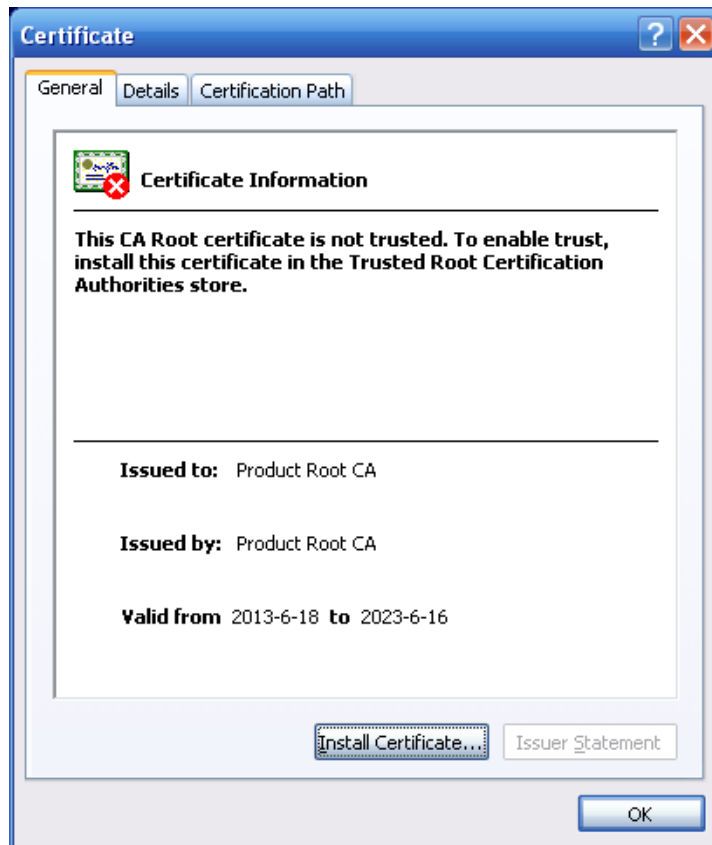 Certificate
General Details Certification Path
Certificate Information
This CA Root certificate is not trusted. To enable trust,
install this certificate in the Trusted Root Certification
Authorities store.
Issued to: Product Root CA
Issued by: Product Root CA
Valid from 2013-6-18 to 2023-6-16
Install Certificate... Issuer Statement
OK